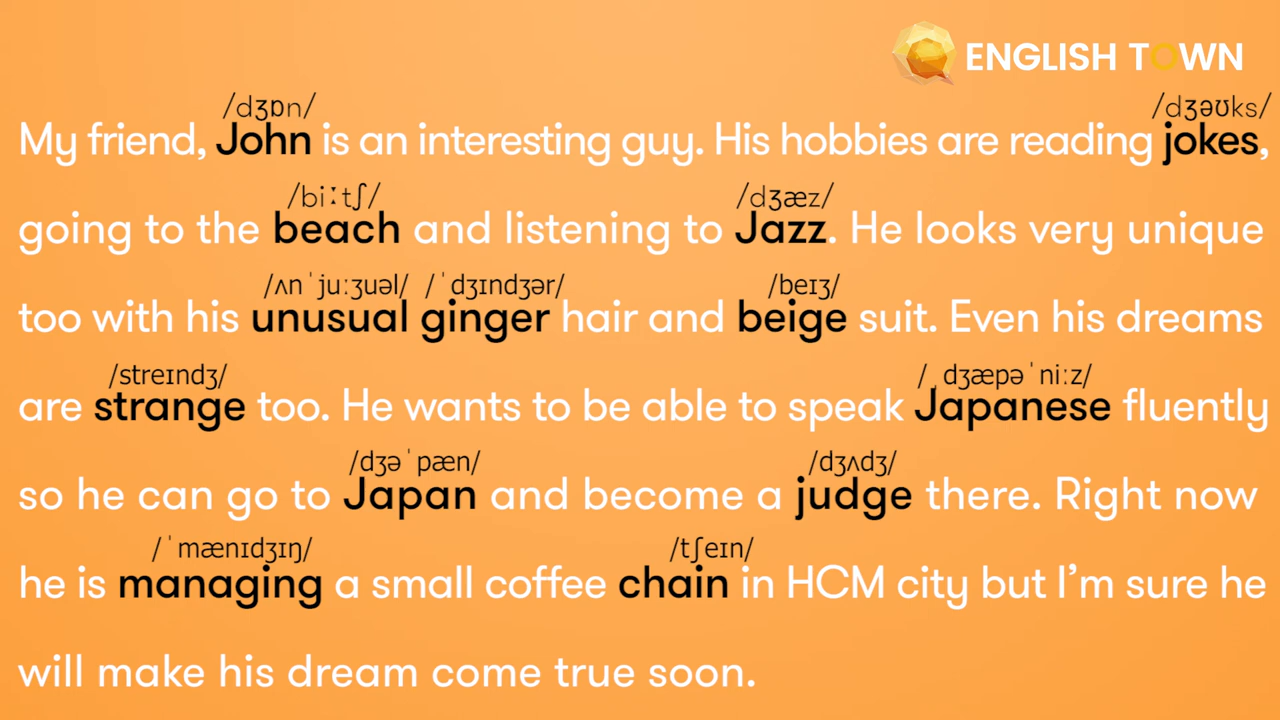 ENGLISH TOWN
/dʒɒn/ /dʒəʊks/
My friend, John is an interesting guy. His hobbies are reading jokes,
/biːtʃ/ /dʒæz/
going to the beach and listening to Jazz. He looks very unique
/ʌnˈjuːʒuəl/ /ˈdʒɪndʒər/ /beɪʒ/
too with his unusual ginger hair and beige suit. Even his dreams
/streɪndʒ/ /ˌdʒæpəˈniːz/
are strange too. He wants to be able to speak Japanese fluently
/dʒəˈpæn/ /dʒʌdʒ/
so he can go to Japan and become a judge there. Right now
/ˈmænɪdʒɪŋ/ /tʃeɪn/
he is managing a small coffee chain in HCM city but I’m sure he
will make his dream come true soon.